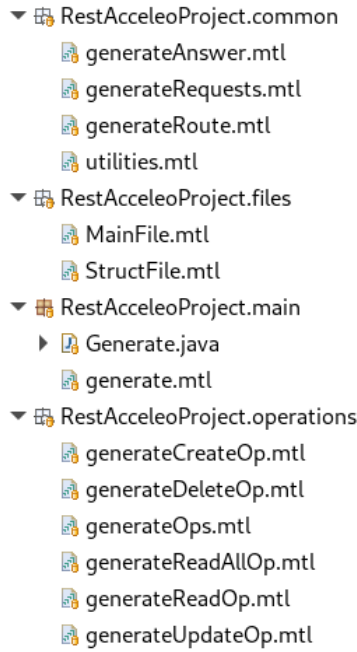 RestAcceleoProject.common
generateAnswer.mtl
generateRequests.mtl
generateRoute.mtl
utilities.mtl
RestAcceleoProject.files
MainFile.mtl
StructFile.mtl
RestAcceleoProject.main
Generate.java
generate.mtl
RestAcceleoProject.operations
generateCreateOp.mtl
generateDeleteOp.mtl
generateOps.mtl
generateReadAllOp.mtl
generateReadOp.mtl
generateUpdateOp.mtl